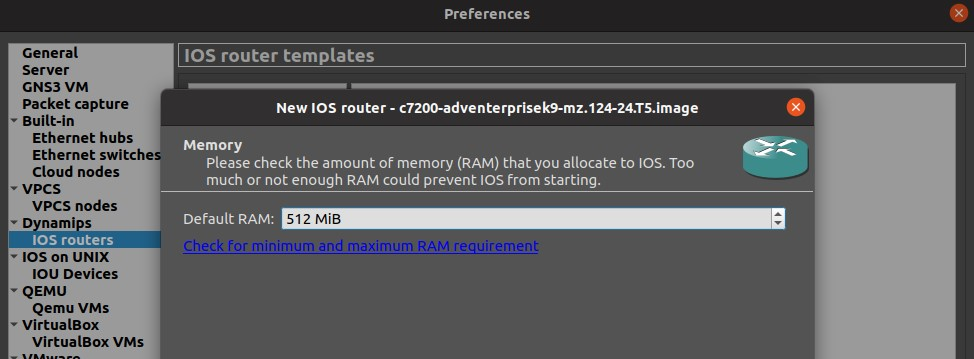 Preferences
General
Server
GNS3 VM
Packet capture
Built-in
Ethernet hubs
Ethernet switches
Cloud nodes
VPCS
VPCS nodes
Dynamips
IOS routers
IOS on UNIX
IOU Devices
QEMU
Qemu VMs
VirtualBox
VirtualBox VMs
VMware
IOS router templates
New IOS router - c7200-adventerprisek9-mz.124-24.T5.image
Memory
Please check the amount of memory (RAM) that you allocate to IOS. Too
much or not enough RAM could prevent IOS from starting.
Default RAM: 512 MiB
Check for minimum and maximum RAM requirement